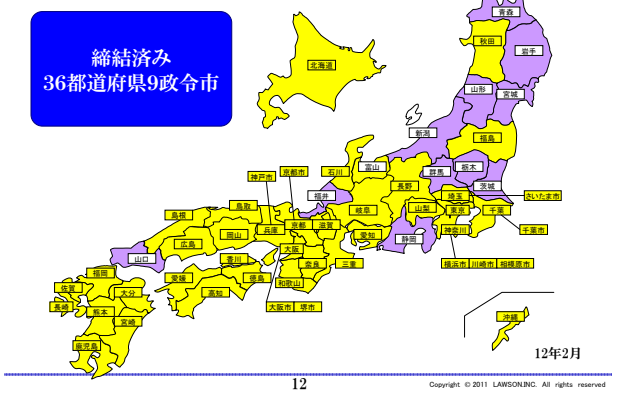 締結済み
36都道府県9政令市
青森
秋田
岩手
北海道
山形
宮城
新潟
福島
富山
石川
群馬
栃木
茨城
神戸市
京都市
福井
長野
埼玉
さいたま市
鳥取
島根
兵庫
京都
滋賀
岐阜
山梨
東京
千葉
千葉市
岡山
広島
大阪
愛知
静岡
神奈川
山口
香川
奈良
三重
横浜市
川崎市
相模原市
福岡
愛媛
徳島
和歌山
佐賀
大分
高知
長崎
熊本
宮崎
大阪市
堺市
鹿児島
沖縄
12年2月
12
Copyright © 2011 LAWSON.INC. All rights reserved